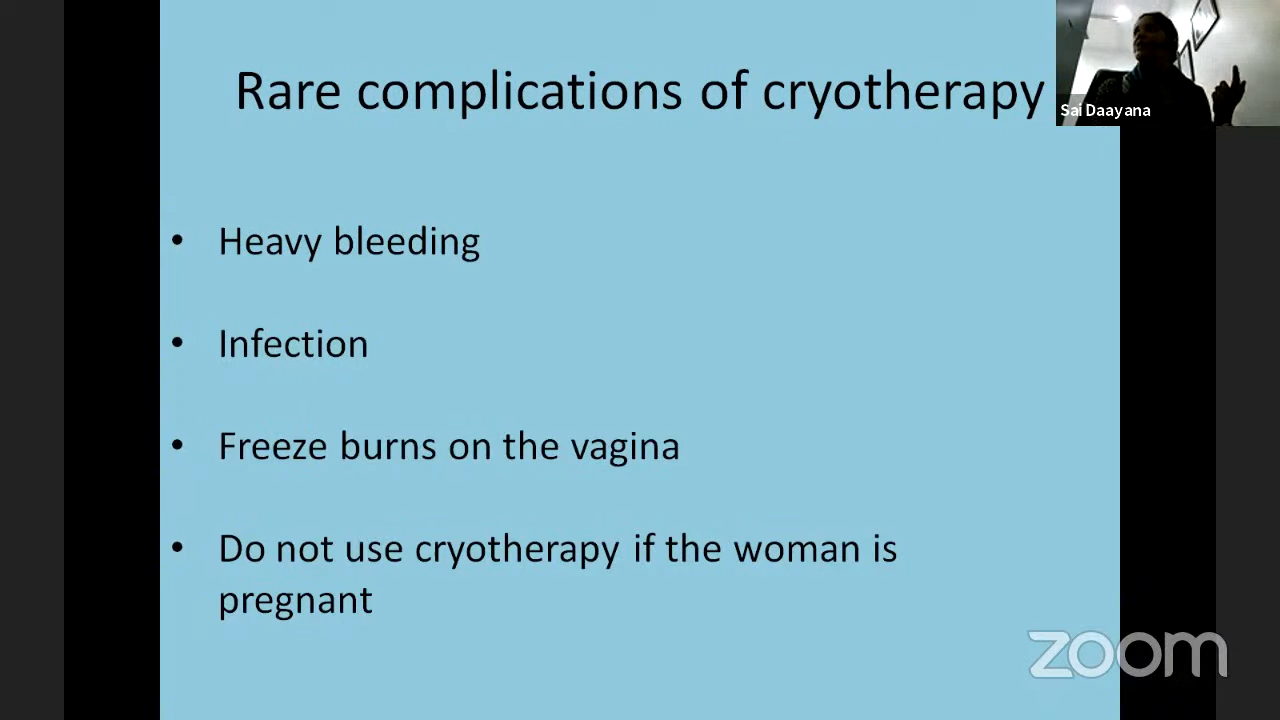 Rare complications of cryotherapy
Sai Daayana
• Heavy bleeding
• Infection
• Freeze burns on the vagina
• Do not use cryotherapy if the woman is
pregnant
zoom